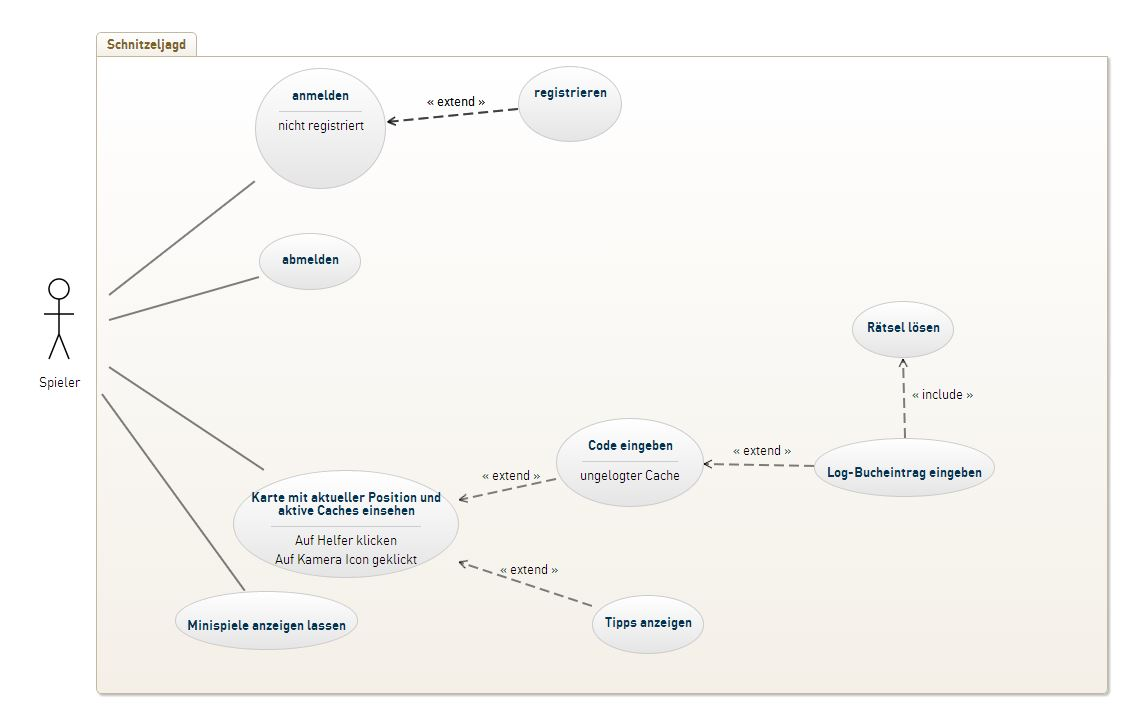 Schnitzeljagd
anmelden
nicht registriert
« extend »
registrieren
abmelden
Spieler
Rätsel lösen
« include »
Code eingeben
ungelogter Cache
« extend »
Log-Bucheintrag eingeben
« extend »
Karte mit aktueller Position und
aktive Caches einsehen
Auf Helfer klicken
Auf Kamera Icon geklickt
« extend »
Minispiele anzeigen lassen
Tipps anzeigen